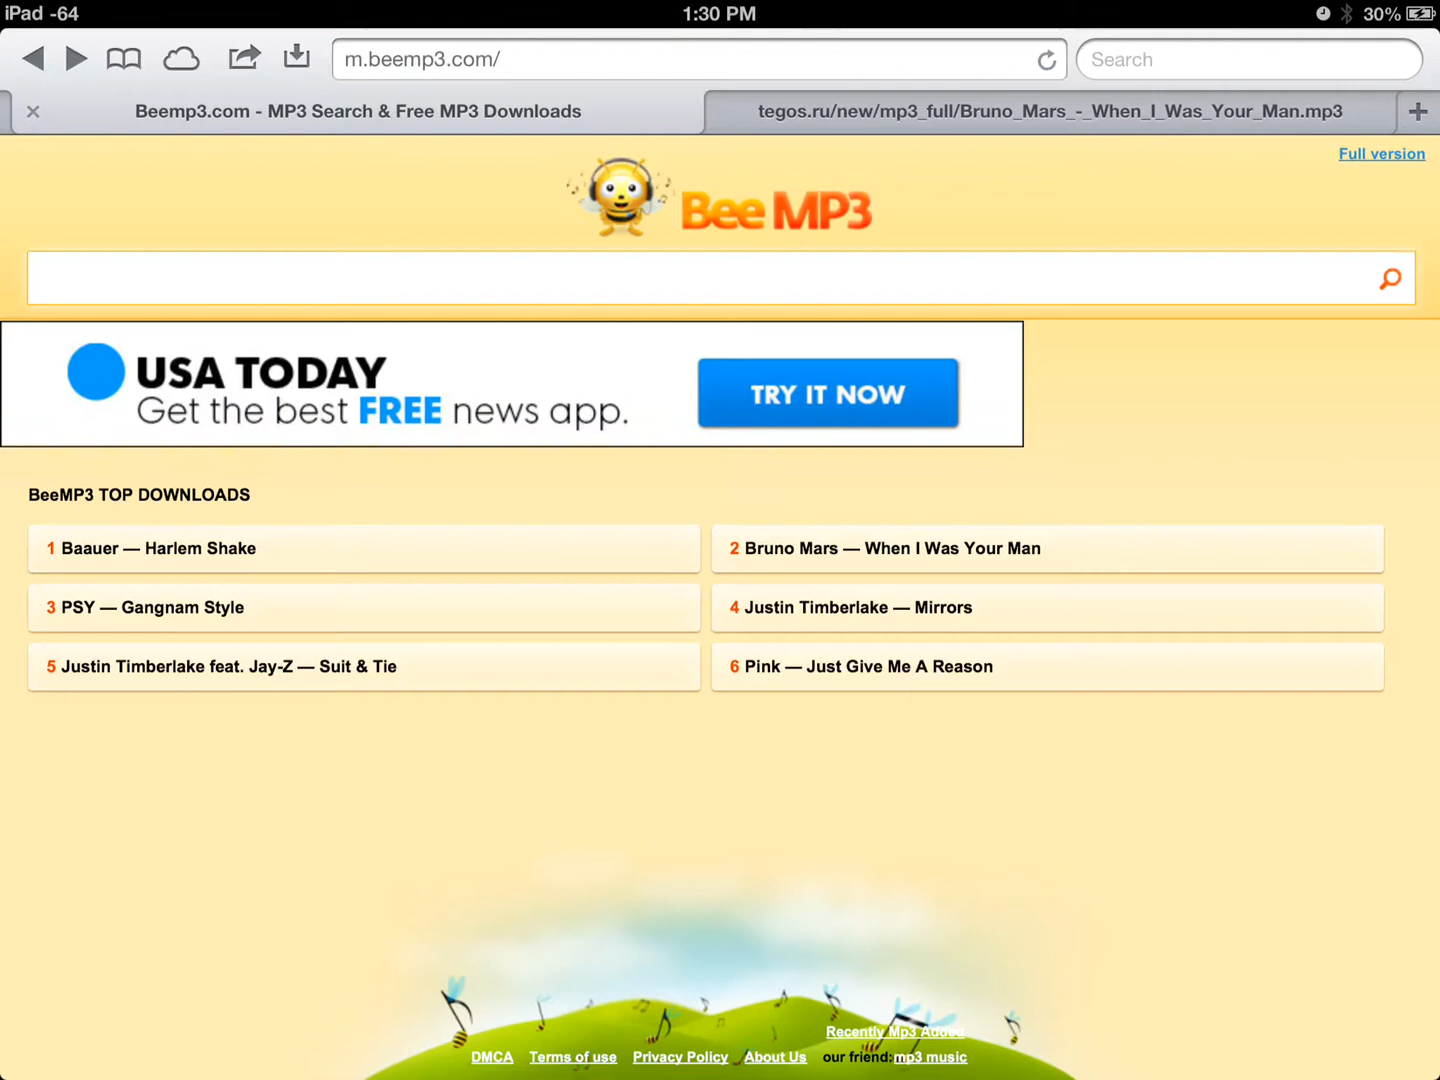 iPad -64
1:30 PM
30%
m.beemp3.com/
Search
Beemp3.com - MP3 Search & Free MP3 Downloads
tegos.ru/new/mp3_full/Bruno_Mars_-_When_I_Was_Your_Man.mp3
Full version
Bee MP3
USA TODAY
Get the best FREE news app.
TRY IT NOW
BeeMP3 TOP DOWNLOADS
1 Baauer — Harlem Shake
2 Bruno Mars — When I Was Your Man
3 PSY — Gangnam Style
4 Justin Timberlake — Mirrors
5 Justin Timberlake feat. Jay-Z — Suit & Tie
6 Pink — Just Give Me A Reason
Recently Mp3 Added
DMCA Terms of use Privacy Policy About Us our friend: mp3 music